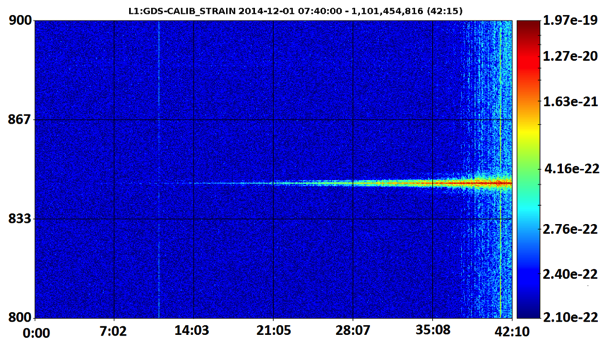 L1:GDS-CALIB_STRAIN 2014-12-01 07:40:00 - 1,101,454,816 (42:15)
900
867
833
800
0:00 7:02 14:03 21:05 28:07 35:08 42:10
1.97e-19
1.27e-20
1.63e-21
4.16e-22
2.76e-22
2.40e-22
2.10e-22